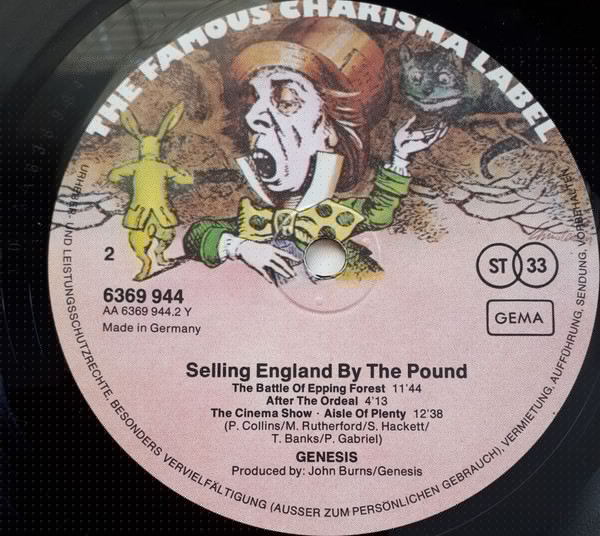 THE FAMOUS CHARISMA LABEL
2
6369 944
AA 6369 944.2 Y
Made in Germany
ST 33
GEMA
Selling England By The Pound
The Battle Of Epping Forest 11'44
After The Ordeal 4'13
The Cinema Show · Aisle Of Plenty 12'38
(P. Collins/M. Rutherford/S. Hackett/
T. Banks/P. Gabriel)
GENESIS
Produced by: John Burns/Genesis
URHEBER- UND LEISTUNGSSCHUTZRECHTE, BESONDERS VERVIELFÄLTIGUNG (AUSSER ZUM PERSÖNLICHEN GEBRAUCH), VERMIETUNG, AUFFÜHRUNG, SENDUNG, VORBEHALTEN